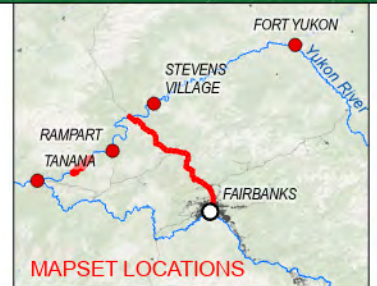 FORT YUKON
Yukon River
STEVENS
VILLAGE
RAMPART
TANANA
FAIRBANKS
MAPSET LOCATIONS